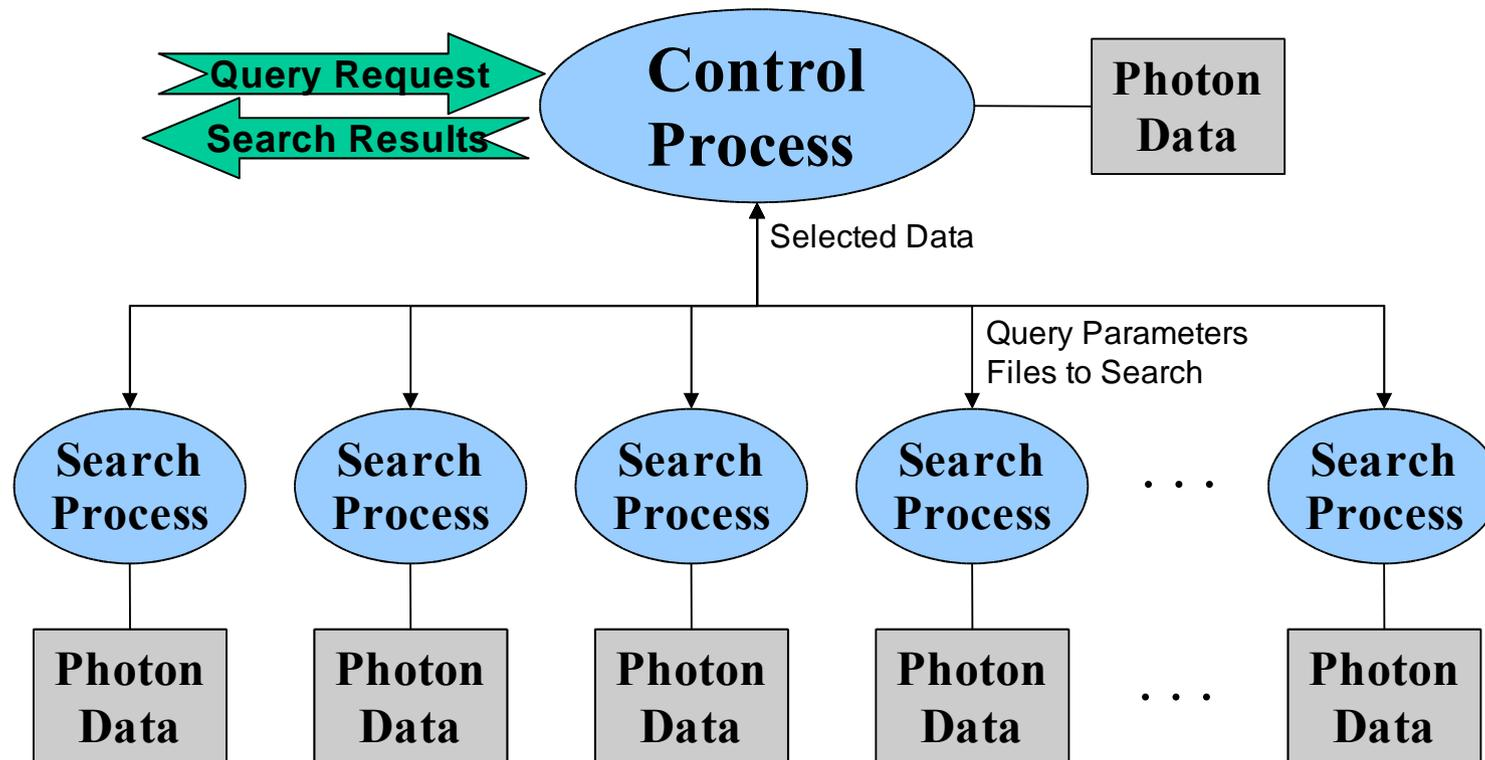 Query Request
Search Results
Control
Process
Photon
Data
Selected Data
Query Parameters
Files to Search
Search
Process
Search
Process
Search
Process
Search
Process
. . .
Search
Process
Photon
Data
Photon
Data
Photon
Data
Photon
Data
. . .
Photon
Data